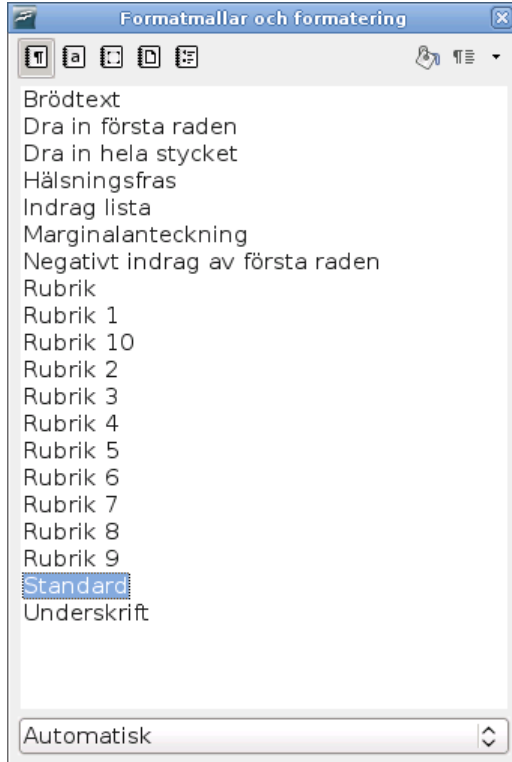 Formatmallar och formatering
Brödtext
Dra in första raden
Dra in hela stycket
Hälsningsfras
Indrag lista
Marginalanteckning
Negativt indrag av första raden
Rubrik
Rubrik 1
Rubrik 10
Rubrik 2
Rubrik 3
Rubrik 4
Rubrik 5
Rubrik 6
Rubrik 7
Rubrik 8
Rubrik 9
Standard
Underskrift
Automatisk